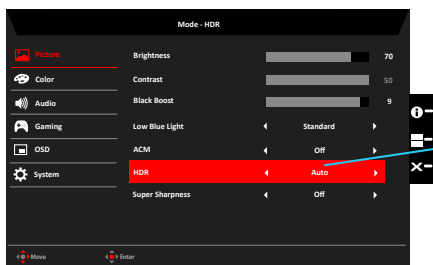 Mode - HDR
Picture
Brightness 70
Color
Contrast 50
Audio
Black Boost 9
Gaming
Low Blue Light Standard
OSD
ACM Off
System
HDR Auto
Super Sharpness Off
Move Enter